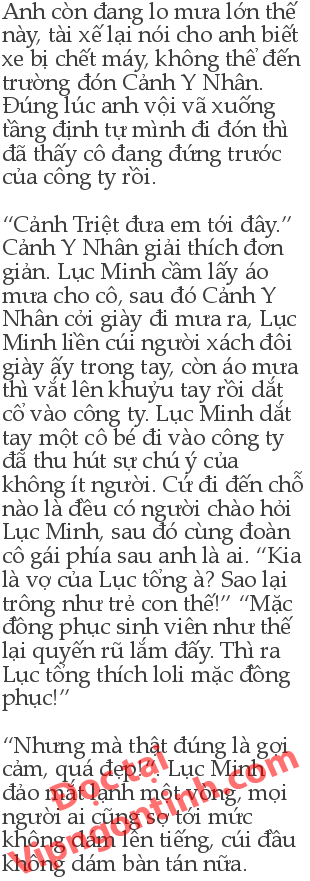 Anh còn đang lo mưa lớn thế
này, tài xế lại nói cho anh biết
xe bị chết máy, không thể đến
trường đón Cảnh Y Nhân.
Đúng lúc anh vội vã xuống
tầng định tự mình đi đón thì
đã thấy cô đang đứng trước
cửa công ty rồi.
“Cảnh Triệt đưa em tới đây.”
Cảnh Y Nhân giải thích đơn
giản. Lục Minh cầm lấy áo
mưa cho cô, sau đó Cảnh Y
Nhân cởi giày đi mưa ra, Lục
Minh liền cúi người xách đôi
giày ấy trong tay, còn áo mưa
thì vắt lên khuỷu tay rồi dắt
cổ vào công ty. Lục Minh dắt
tay một cô bé đi vào công ty
đã thu hút sự chú ý của
không ít người. Cứ đi đến chỗ
nào là đều có người chào hỏi
Lục Minh, sau đó cùng đoàn
cô gái phía sau anh là ai. “Kia
là vợ của Lục tổng à? Sao lại
trông như trẻ con thế!” “Mặc
đồng phục sinh viên như thế
lại quyến rũ lắm đấy. Thì ra
Lục tổng thích loli mặc đồng
phục!”
“Nhưng mà thật đúng là gợi
cảm, quá đẹp!”. Lục Minh
đảo mắt lạnh một vòng, mọi
người ai cũng sợ tới mức
không dám lên tiếng, cúi đầu
không dám bàn tán nữa.
Đọc tại
Vipngontinh.com